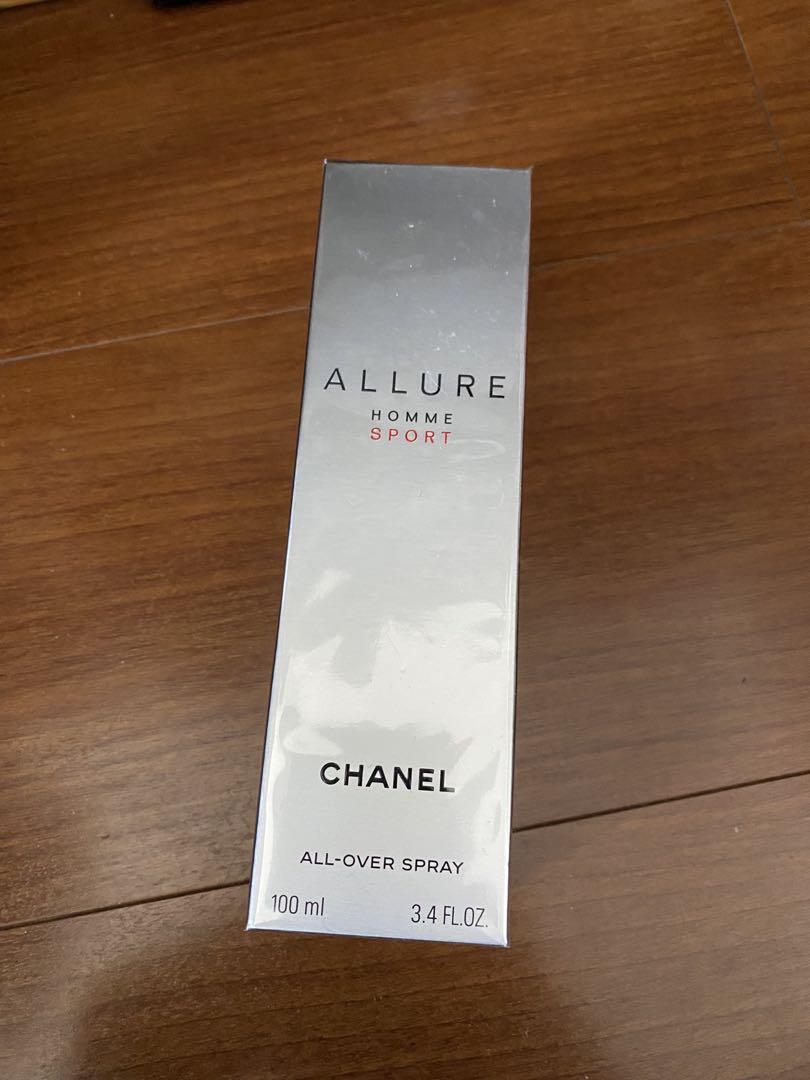 ALLURE
HOMME
SPORT
CHANEL
ALL-OVER SPRAY
100 ml 3.4 FL.OZ.